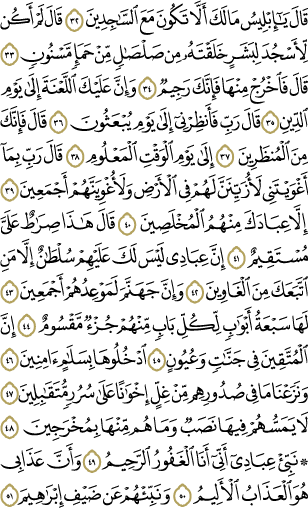 قَالَ يَٰٓإِبۡلِيسُ مَا لَكَ أَلَّا تَكُونَ مَعَ ٱلسَّٰجِدِينَ ٣٢ قَالَ لَمۡ أَكُن
لِّأَسۡجُدَ لِبَشَرٍ خَلَقۡتَهُۥ مِن صَلۡصَٰلٖ مِّنۡ حَمَإٖ مَّسۡنُونٖ ٣٣
قَالَ فَٱخۡرُجۡ مِنۡهَا فَإِنَّكَ رَجِيمٞ ٣٤ وَإِنَّ عَلَيۡكَ ٱللَّعۡنَةَ إِلَىٰ يَوۡمِ
ٱلدِّينِ ٣٥ قَالَ رَبِّ فَأَنظِرۡنِيٓ إِلَىٰ يَوۡمِ يُبۡعَثُونَ ٣٦ قَالَ فَإِنَّكَ
مِنَ ٱلۡمُنظَرِينَ ٣٧ إِلَىٰ يَوۡمِ ٱلۡوَقۡتِ ٱلۡمَعۡلُومِ ٣٨ قَالَ رَبِّ بِمَآ
أَغۡوَيۡتَنِي لَأُزَيِّنَنَّ لَهُمۡ فِي ٱلۡأَرۡضِ وَلَأُغۡوِيَنَّهُمۡ أَجۡمَعِينَ ٣٩
إِلَّا عِبَادَكَ مِنۡهُمُ ٱلۡمُخۡلَصِينَ ٤٠ قَالَ هَٰذَا صِرَٰطٌ عَلَيَّ
مُسۡتَقِيمٌ ٤١ إِنَّ عِبَادِي لَيۡسَ لَكَ عَلَيۡهِمۡ سُلۡطَٰنٌ إِلَّا مَنِ
ٱتَّبَعَكَ مِنَ ٱلۡغَاوِينَ ٤٢ وَإِنَّ جَهَنَّمَ لَمَوۡعِدُهُمۡ أَجۡمَعِينَ ٤٣
لَهَا سَبۡعَةُ أَبۡوَٰبٖ لِّكُلِّ بَابٖ مِّنۡهُمۡ جُزۡءٞ مَّقۡسُومٌ ٤٤ إِنَّ
ٱلۡمُتَّقِينَ فِي جَنَّٰتٖ وَعُيُونٍ ٤٥ ٱدۡخُلُوهَا بِسَلَٰمٍ ءَامِنِينَ ٤٦
وَنَزَعۡنَا مَا فِي صُدُورِهِم مِّنۡ غِلٍّ إِخۡوَٰنًا عَلَىٰ سُرُرٖ مُّتَقَٰبِلِينَ ٤٧
لَا يَمَسُّهُمۡ فِيهَا نَصَبٞ وَمَا هُم مِّنۡهَا بِمُخۡرَجِينَ ٤٨
۞ نَبِّئۡ عِبَادِيٓ أَنِّيٓ أَنَا ٱلۡغَفُورُ ٱلرَّحِيمُ ٤٩ وَأَنَّ عَذَابِي
هُوَ ٱلۡعَذَابُ ٱلۡأَلِيمُ ٥٠ وَنَبِّئۡهُمۡ عَن ضَيۡفِ إِبۡرَٰهِيمَ ٥١